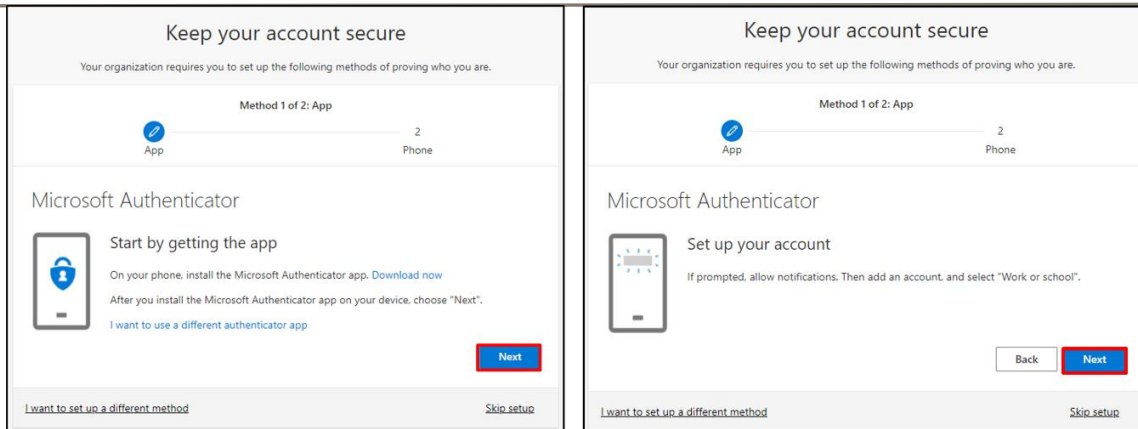 Keep your account secure
Your organization requires you to set up the following methods of proving who you are.
Method 1 of 2: App
2
App
Phone
Microsoft Authenticator
Start by getting the app
On your phone, install the Microsoft Authenticator app. Download now
After you install the Microsoft Authenticator app on your device, choose "Next".
I want to use a different authenticator app
Next
I want to set up a different method
Skip setup
Keep your account secure
Your organization requires you to set up the following methods of proving who you are.
Method 1 of 2: App
2
App
Phone
Microsoft Authenticator
Set up your account
If prompted, allow notifications. Then add an account, and select "Work or school".
Back
Next
I want to set up a different method
Skip setup